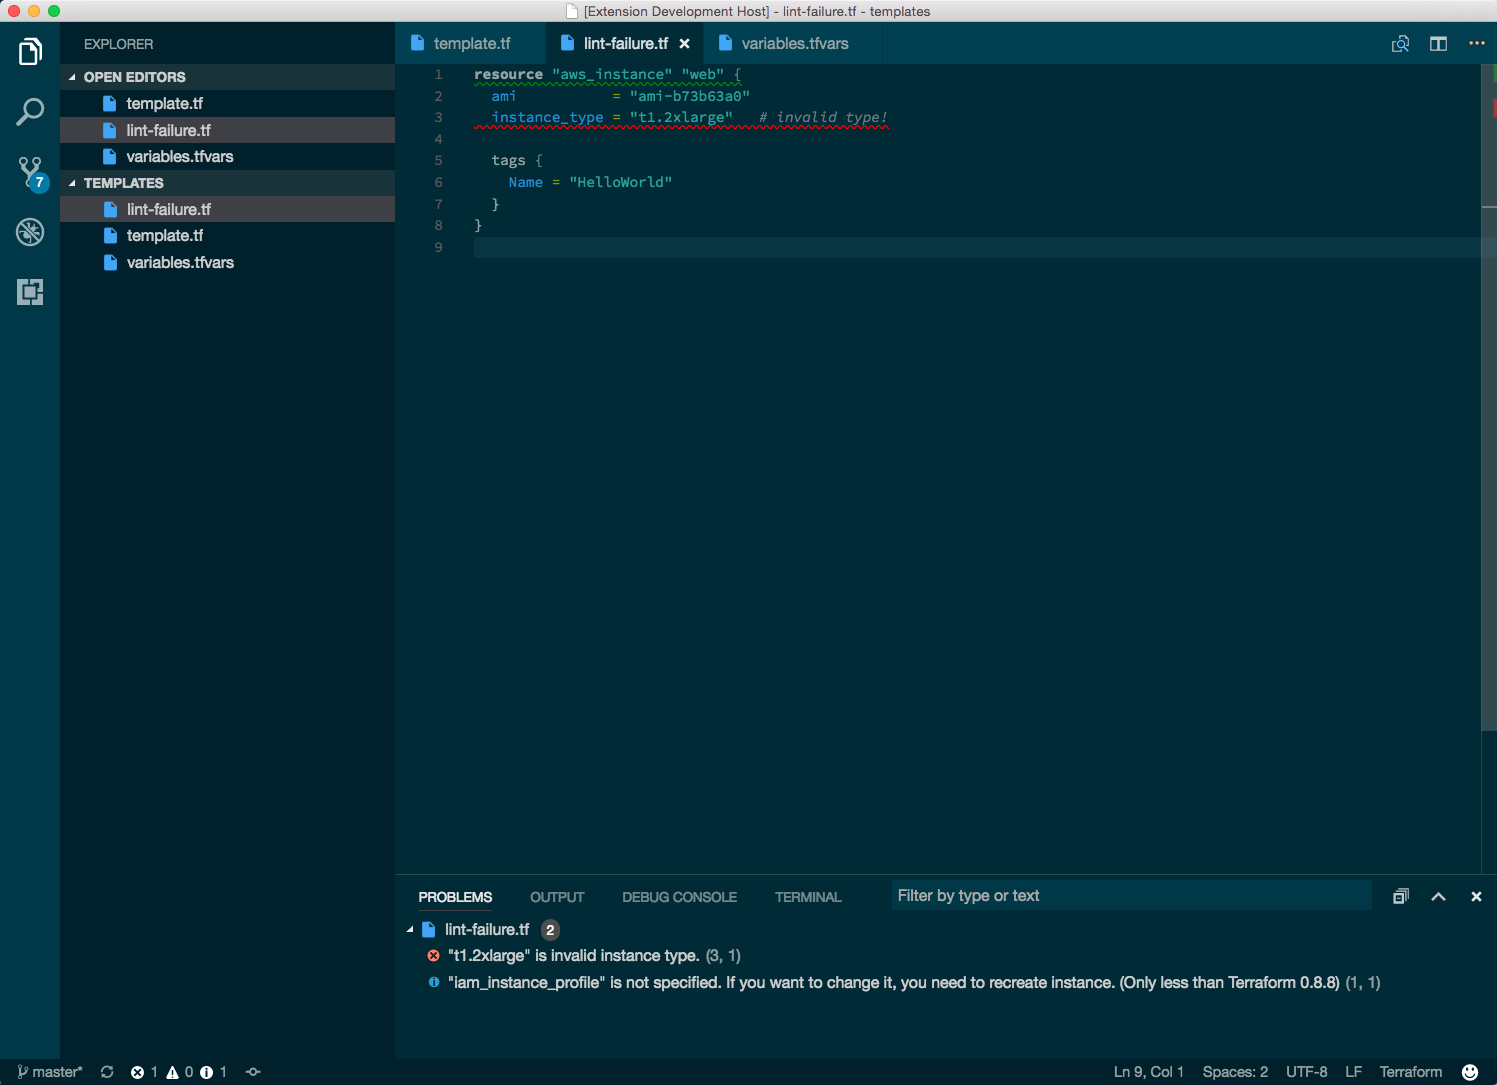 [Extension Development Host] - lint-failure.tf - templates
EXPLORER
OPEN EDITORS
template.tf
lint-failure.tf
variables.tfvars
TEMPLATES
lint-failure.tf
template.tf
variables.tfvars
7
template.tf
lint-failure.tf
variables.tfvars
1 resource "aws_instance" "web" {
2 ami = "ami-b73b63a0"
3 instance_type = "t1.2xlarge" # invalid type!
4
5 tags {
6 Name = "HelloWorld"
7 }
8 }
9
PROBLEMS OUTPUT DEBUG CONSOLE TERMINAL Filter by type or text
lint-failure.tf 2
"t1.2xlarge" is invalid instance type. (3, 1)
"iam_instance_profile" is not specified. If you want to change it, you need to recreate instance. (Only less than Terraform 0.8.8) (1, 1)
master* 1 0 1 Ln 9, Col 1 Spaces: 2 UTF-8 LF Terraform